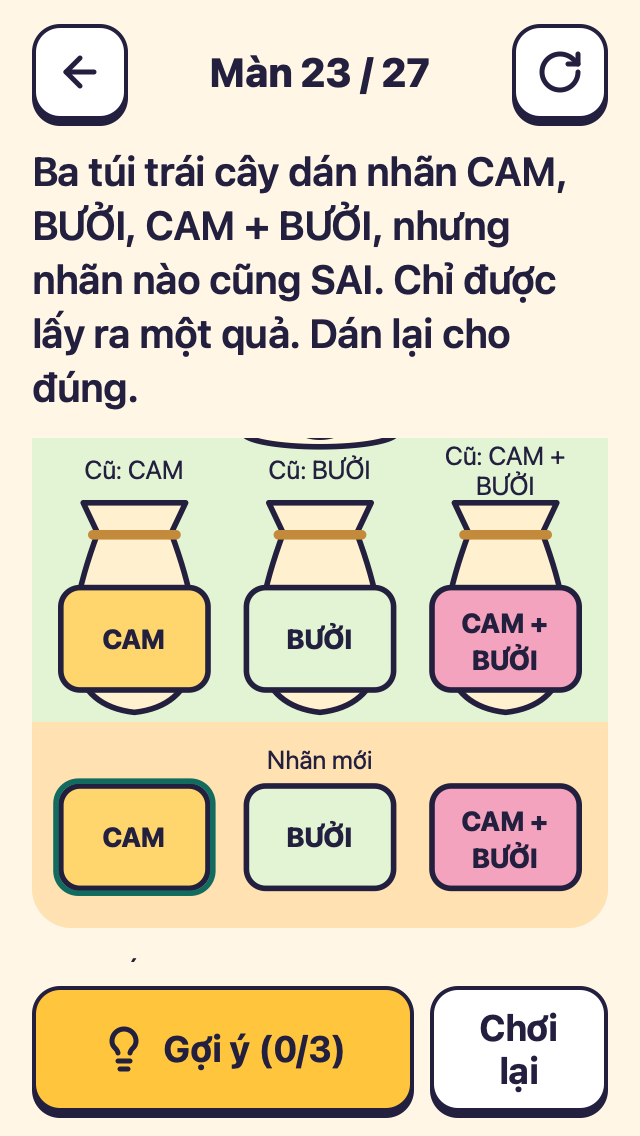 Màn 23 / 27
Ba túi trái cây dán nhãn CAM,
BƯỞI, CAM + BƯỞI, nhưng
nhãn nào cũng SAI. Chỉ được
lấy ra một quả. Dán lại cho
đúng.
Cũ: CAM
Cũ: BƯỞI
Cũ: CAM +
BƯỞI
CAM
BƯỞI
CAM +
BƯỞI
Nhãn mới
CAM
BƯỞI
CAM +
BƯỞI
Gợi ý (0/3)
Chơi
lại